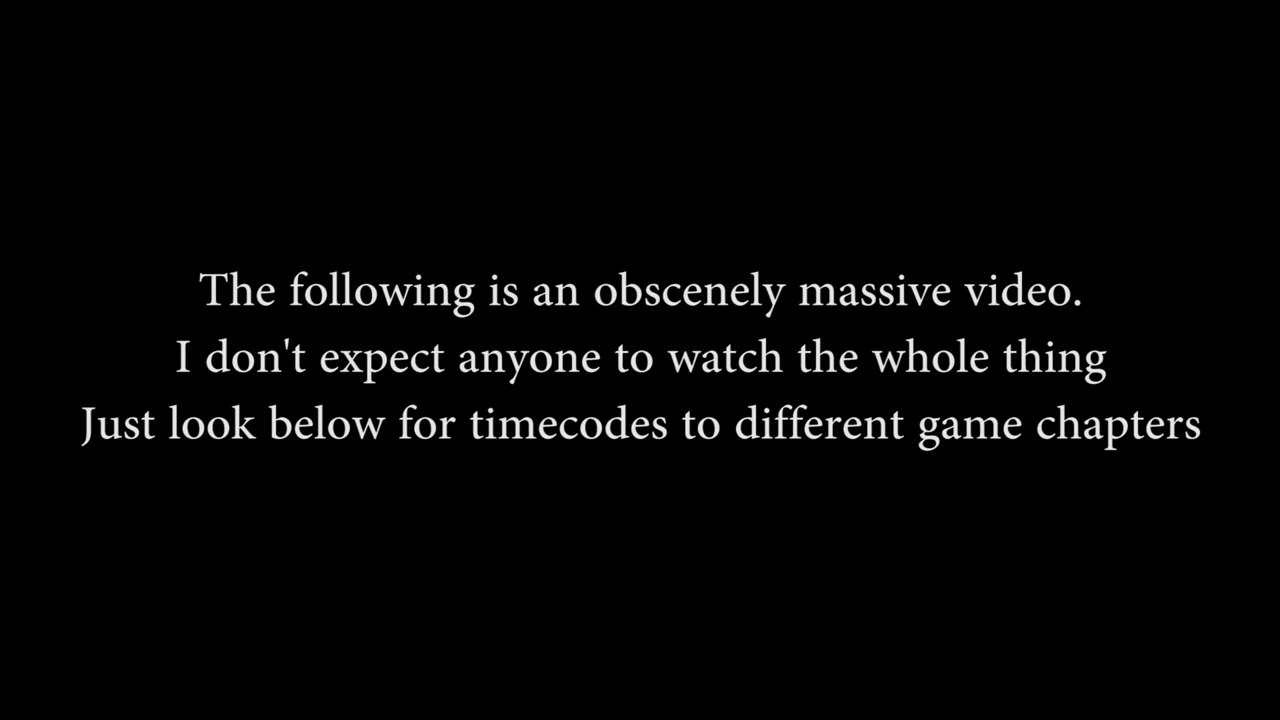 The following is an obscenely massive video.
I don't expect anyone to watch the whole thing
Just look below for timecodes to different game chapters